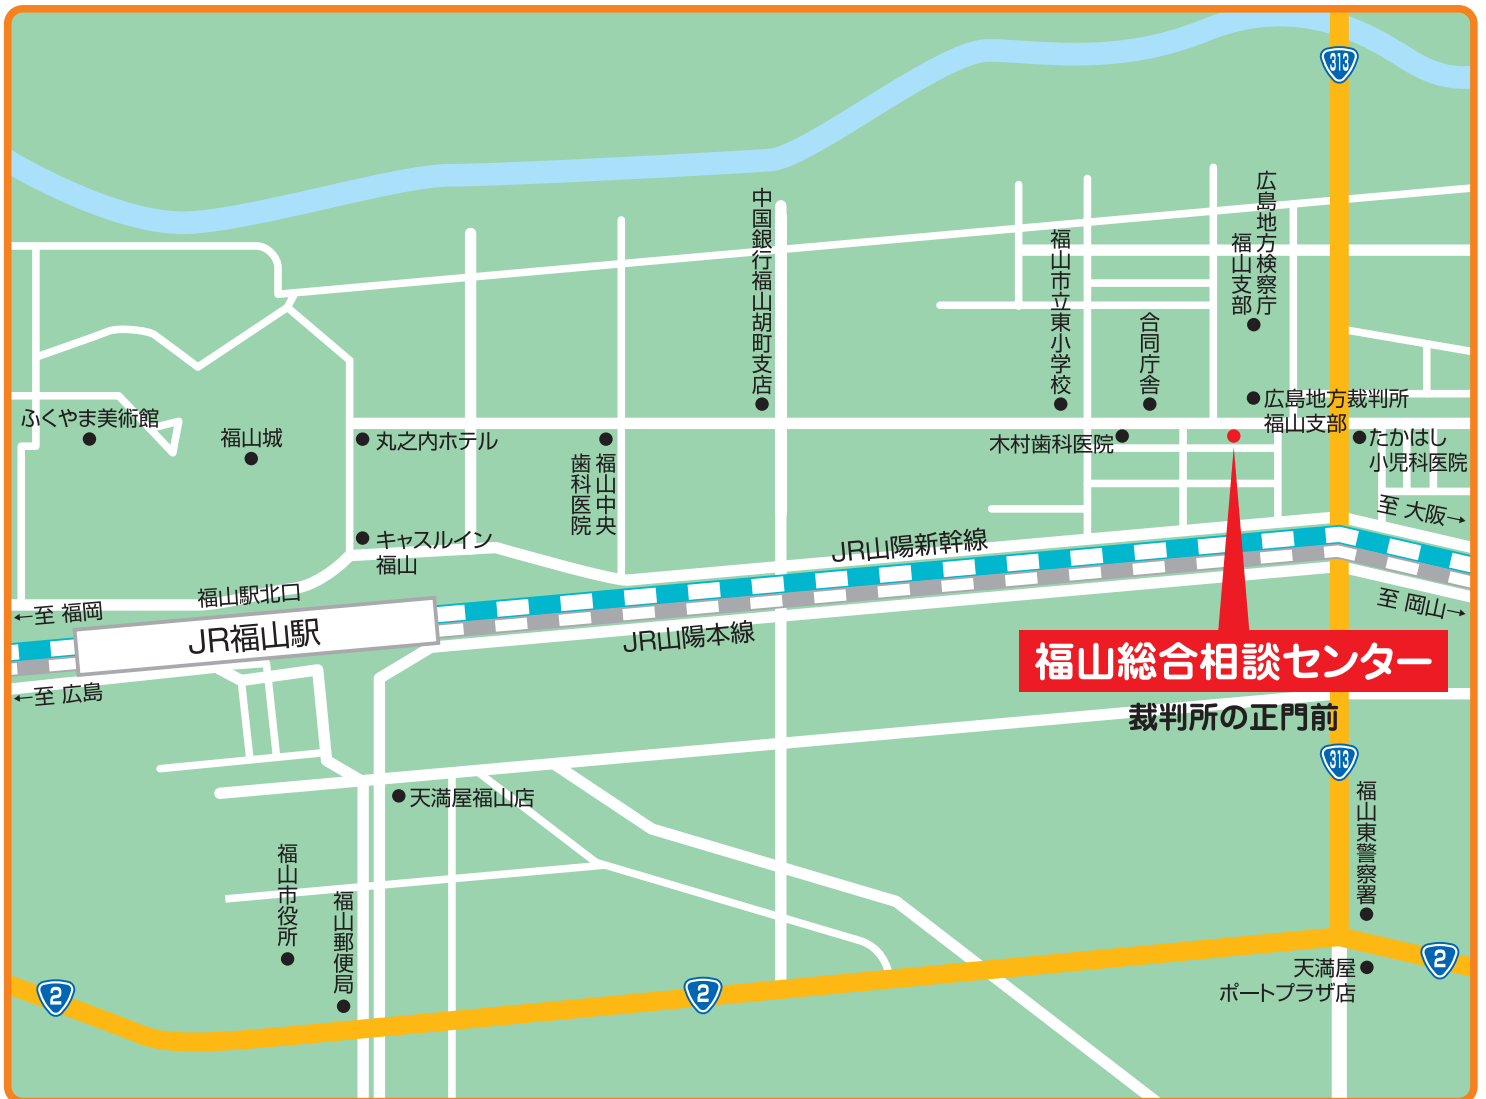 313
広島地方検察庁
福山支部
中国銀行福山胡町支店
福山市立東小学校
合同庁舎
広島地方裁判所
福山支部
ふくやま美術館
福山城
丸之内ホテル
福山中央
歯科医院
木村歯科医院
たかはし
小児科医院
至 大阪→
キャスルイン
福山
JR山陽新幹線
福山駅北口
←至 福岡
JR福山駅
JR山陽本線
至 岡山→
←至 広島
福山総合相談センター
裁判所の正門前
313
天満屋福山店
福山東警察署
福山市役所
福山郵便局
天満屋
ポートプラザ店
2
2
2